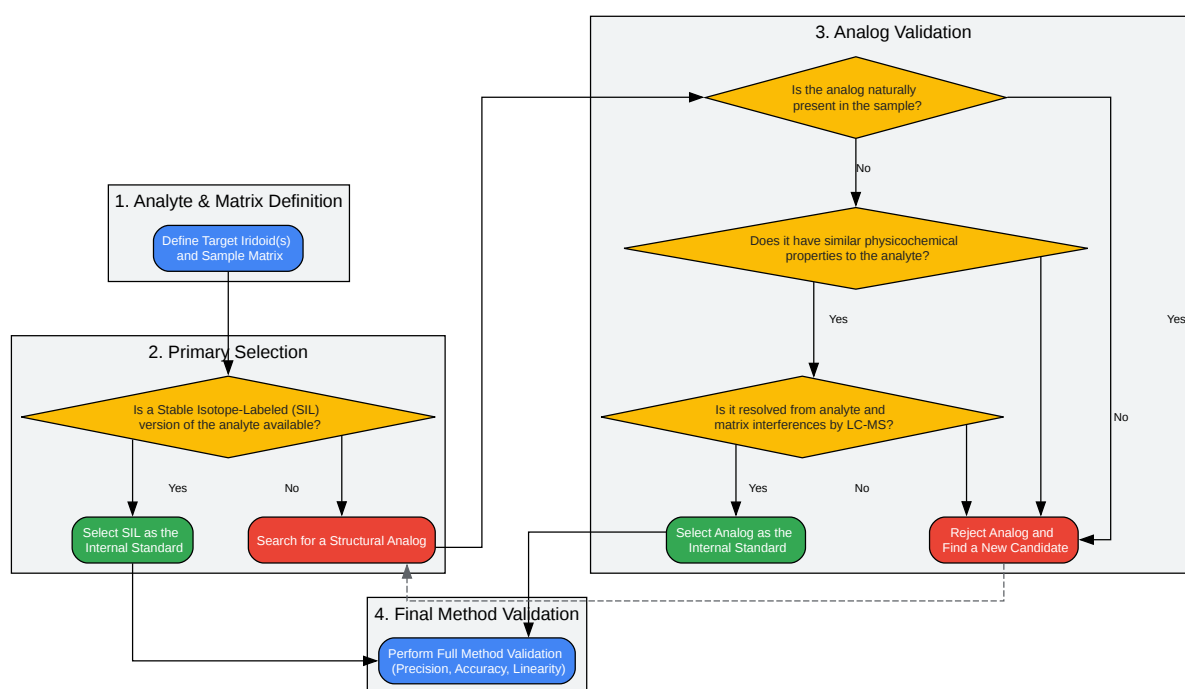 1. Analyte & Matrix Definition
Define Target Iridoid(s)
and Sample Matrix
2. Primary Selection
Is a Stable Isotope-Labeled (SIL)
version of the analyte available?
Yes
No
Select SIL as the
Internal Standard
Search for a Structural Analog
3. Analog Validation
Is the analog naturally
present in the sample?
No
Does it have similar physicochemical
properties to the analyte?
Yes
Yes
Is it resolved from analyte and
matrix interferences by LC-MS?
No
Yes
No
Select Analog as the
Internal Standard
Reject Analog and
Find a New Candidate
4. Final Method Validation
Perform Full Method Validation
(Precision, Accuracy, Linearity)